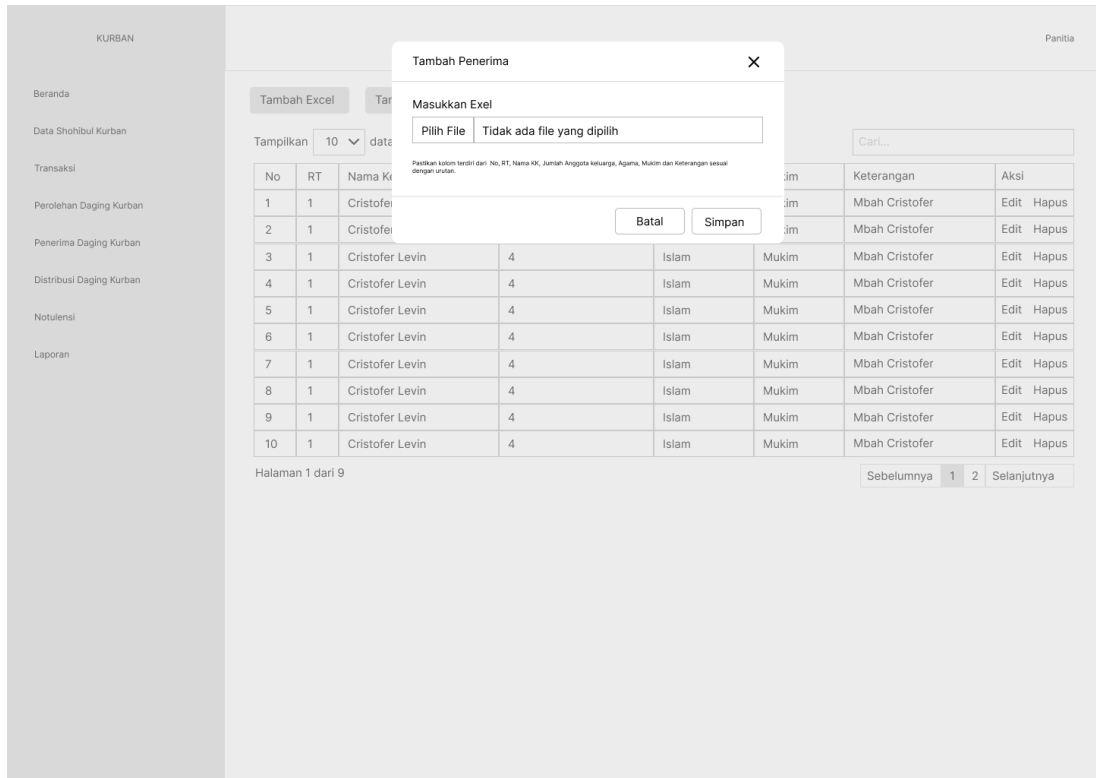 KURBAN
Panitia
Tambah Penerima
Beranda
Data Shohibul Kurban
Transaksi
Perolehan Daging Kurban
Penerima Daging Kurban
Distribusi Daging Kurban
Notulensi
Laporan
Tambah Excel
Masukkan Exel
Pilih File Tidak ada file yang dipilih
Pastikan kolom terdiri dari No, RT, Nama KK, Jumlah Anggota keluarga, Agama, Mukim dan Keterangan sesuai
dengan urutan.
Batal Simpan
Tampilkan 10 data
Cari...
No RT Nama Keterangan Aksi
1 1 Mbah Cristofer Edit Hapus
2 1 Mbah Cristofer Edit Hapus
3 1 Cristofer Levin 4 Islam Mukim Mbah Cristofer Edit Hapus
4 1 Cristofer Levin 4 Islam Mukim Mbah Cristofer Edit Hapus
5 1 Cristofer Levin 4 Islam Mukim Mbah Cristofer Edit Hapus
6 1 Cristofer Levin 4 Islam Mukim Mbah Cristofer Edit Hapus
7 1 Cristofer Levin 4 Islam Mukim Mbah Cristofer Edit Hapus
8 1 Cristofer Levin 4 Islam Mukim Mbah Cristofer Edit Hapus
9 1 Cristofer Levin 4 Islam Mukim Mbah Cristofer Edit Hapus
10 1 Cristofer Levin 4 Islam Mukim Mbah Cristofer Edit Hapus
Halaman 1 dari 9
Sebelumnya 1 2 Selanjutnya